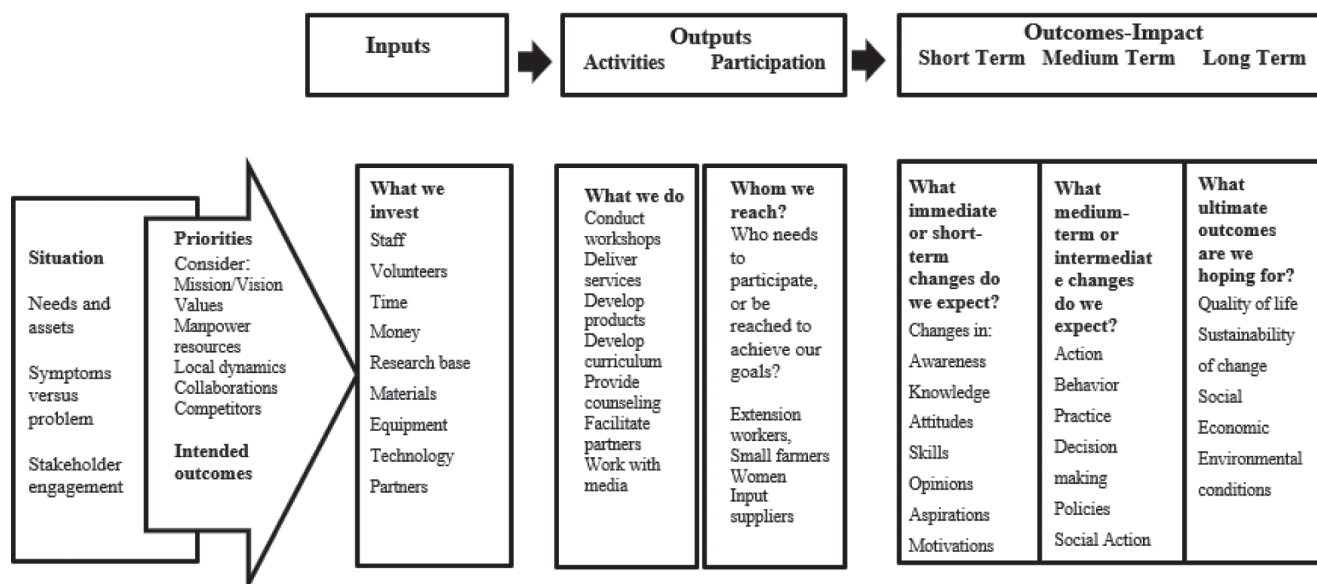 Inputs
Outputs
Activities Participation
Outcomes-Impact
Short Term Medium Term Long Term
Situation
Needs and
assets
Symptoms
versus
problem
Stakeholder
engagement
Priorities
Consider:
Mission/Vision
Values
Manpower
resources
Local dynamics
Collaborations
Competitors
Intended
outcomes
What we
invest
Staff
Volunteers
Time
Money
Research base
Materials
Equipment
Technology
Partners
What we do
Conduct
workshops
Deliver
services
Develop
products
Develop
curriculum
Provide
counseling
Facilitate
partners
Work with
media
Whom we
reach?
Who needs
to
participate,
or be
reached to
achieve our
goals?
Extension
workers,
Small farmers
Women
Input
suppliers
What
immediate
or short-
term
changes do
we expect?
Changes in:
Awareness
Knowledge
Attitudes
Skills
Opinions
Aspirations
Motivations
What
medium-
term or
intermediat
e changes
do we
expect?
Action
Behavior
Practice
Decision
making
Policies
Social Action
What
ultimate
outcomes
are we
hoping for?
Quality of life
Sustainability
of change
Social
Economic
Environmental
conditions